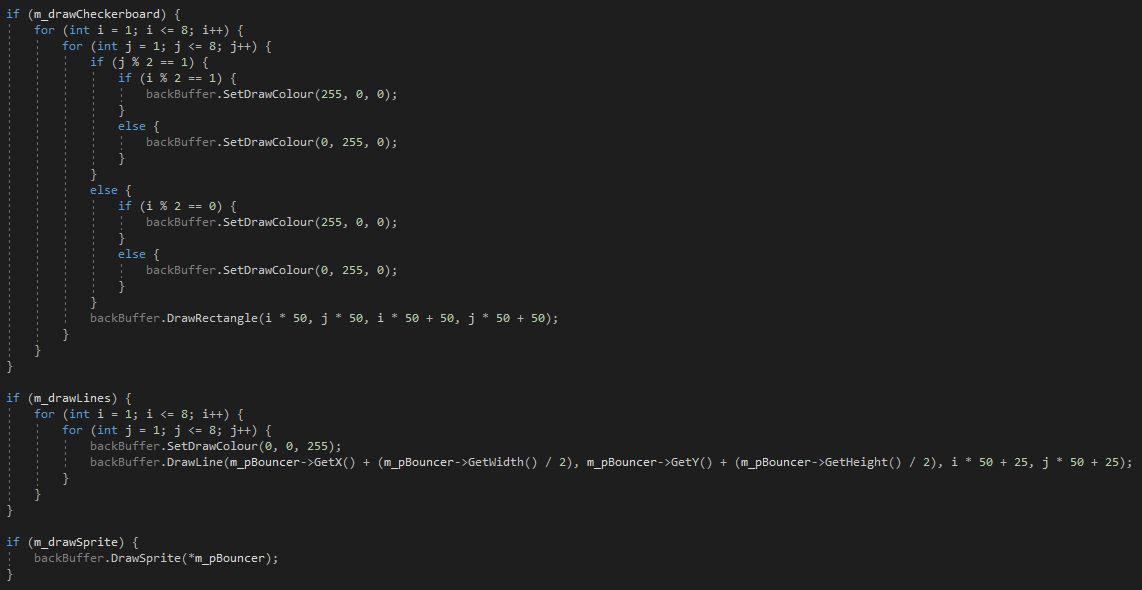 if (m_drawCheckerboard) {
    for (int i = 1; i <= 8; i++) {
        for (int j = 1; j <= 8; j++) {
            if (j % 2 == 1) {
                if (i % 2 == 1) {
                    backBuffer.SetDrawColour(255, 0, 0);
                }
                else {
                    backBuffer.SetDrawColour(0, 255, 0);
                }
            }
            else {
                if (i % 2 == 0) {
                    backBuffer.SetDrawColour(255, 0, 0);
                }
                else {
                    backBuffer.SetDrawColour(0, 255, 0);
                }
            }
            backBuffer.DrawRectangle(i * 50, j * 50, i * 50 + 50, j * 50 + 50);
        }
    }
}

if (m_drawLines) {
    for (int i = 1; i <= 8; i++) {
        for (int j = 1; j <= 8; j++) {
            backBuffer.SetDrawColour(0, 0, 255);
            backBuffer.DrawLine(m_pBouncer->GetX() + (m_pBouncer->GetWidth() / 2), m_pBouncer->GetY() + (m_pBouncer->GetHeight() / 2), i * 50 + 25, j * 50 + 25);
        }
    }
}

if (m_drawSprite) {
    backBuffer.DrawSprite(*m_pBouncer);
}